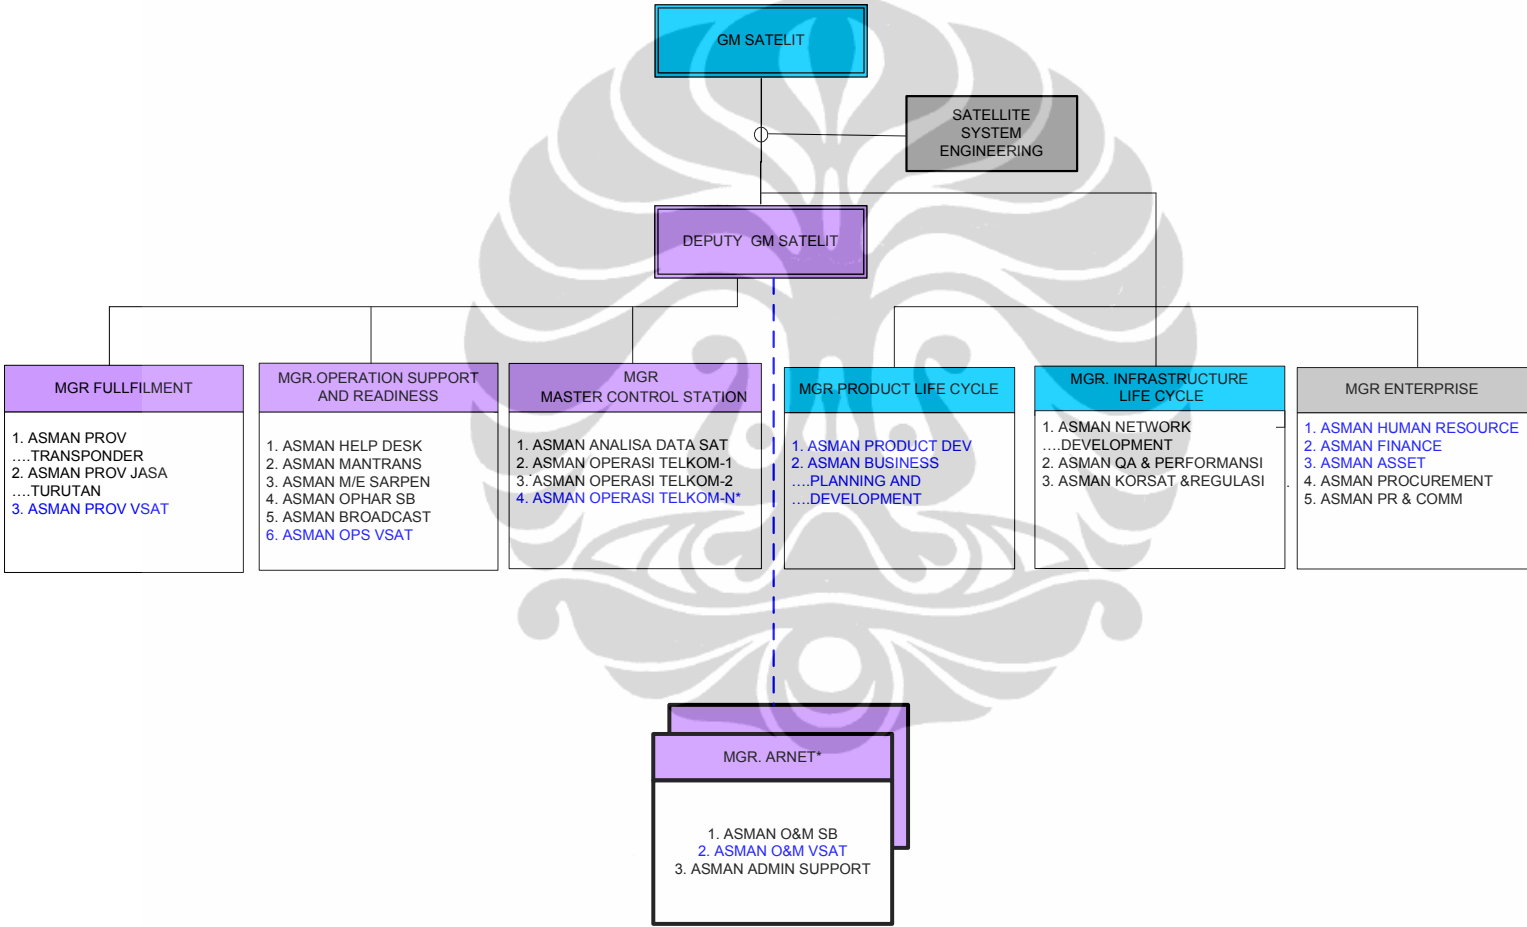 GM SATELIT
SATELLITE
SYSTEM
ENGINEERING
DEPUTY GM SATELIT
MGR FULLFILMENT
1. ASMAN PROV
....TRANSPONDER
2. ASMAN PROV JASA
....TURUTAN
3. ASMAN PROV VSAT
MGR.OPERATION SUPPORT
AND READINESS
1. ASMAN HELP DESK
2. ASMAN MANTRANS
3. ASMAN M/E SARPEN
4. ASMAN OPHAR SB
5. ASMAN BROADCAST
6. ASMAN OPS VSAT
MGR
MASTER CONTROL STATION
1. ASMAN ANALISA DATA SAT
2. ASMAN OPERASI TELKOM-1
3. ASMAN OPERASI TELKOM-2
4. ASMAN OPERASI TELKOM-N*
MGR PRODUCT LIFE CYCLE
1. ASMAN PRODUCT DEV
2. ASMAN BUSINESS
....PLANNING AND
....DEVELOPMENT
MGR. INFRASTRUCTURE
LIFE CYCLE
1. ASMAN NETWORK
....DEVELOPMENT
2. ASMAN QA & PERFORMANSI
3. ASMAN KORSAT &REGULASI
MGR ENTERPRISE
1. ASMAN HUMAN RESOURCE
2. ASMAN FINANCE
3. ASMAN ASSET
4. ASMAN PROCUREMENT
5. ASMAN PR & COMM
MGR. ARNET*
1. ASMAN O&M SB
2. ASMAN O&M VSAT
3. ASMAN ADMIN SUPPORT